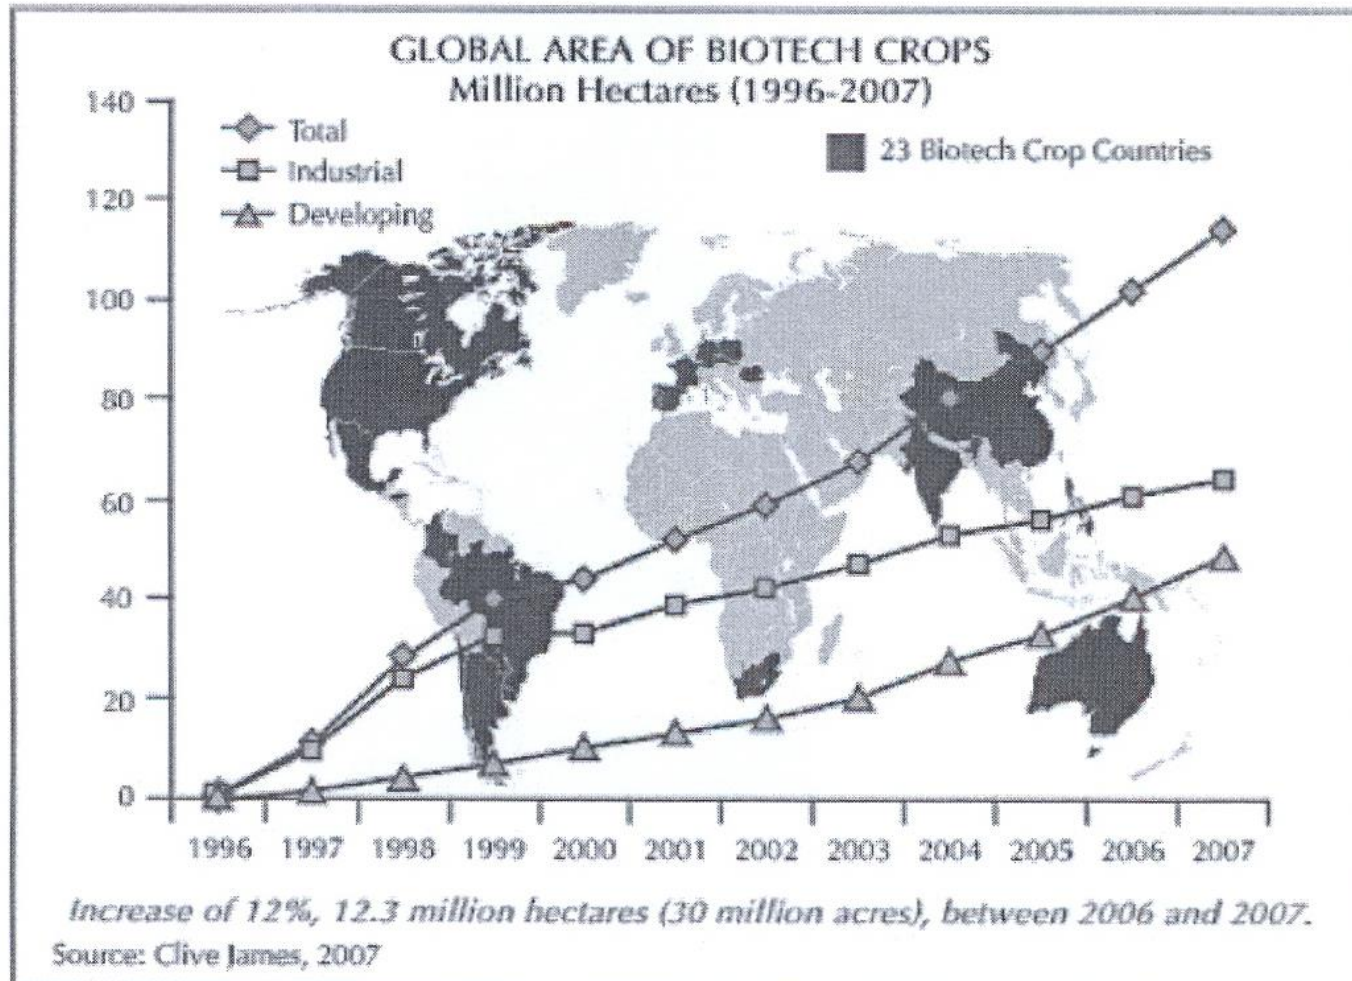 GLOBAL AREA OF BIOTECH CROPS
Million Hectares (1996-2007)
140
120
100
80
60
40
20
0
Total
Industrial
Developing
23 Biotech Crop Countries
1996 1997 1998 1999 2000 2001 2002 2003 2004 2005 2006 2007
Increase of 12%, 12.3 million hectares (30 million acres), between 2006 and 2007.
Source: Clive James, 2007